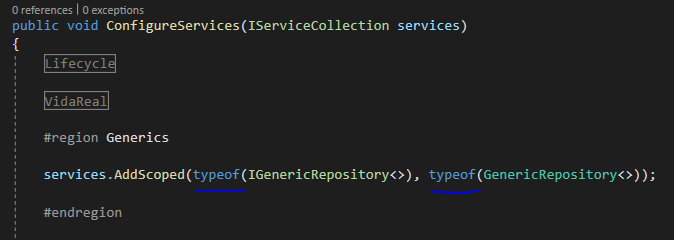 0 references | 0 exceptions
public void ConfigureServices(IServiceCollection services)
{
Lifecycle
VidaReal
#region Generics
services.AddScoped(typeof(IGenericRepository<>), typeof(GenericRepository<>));
#endregion